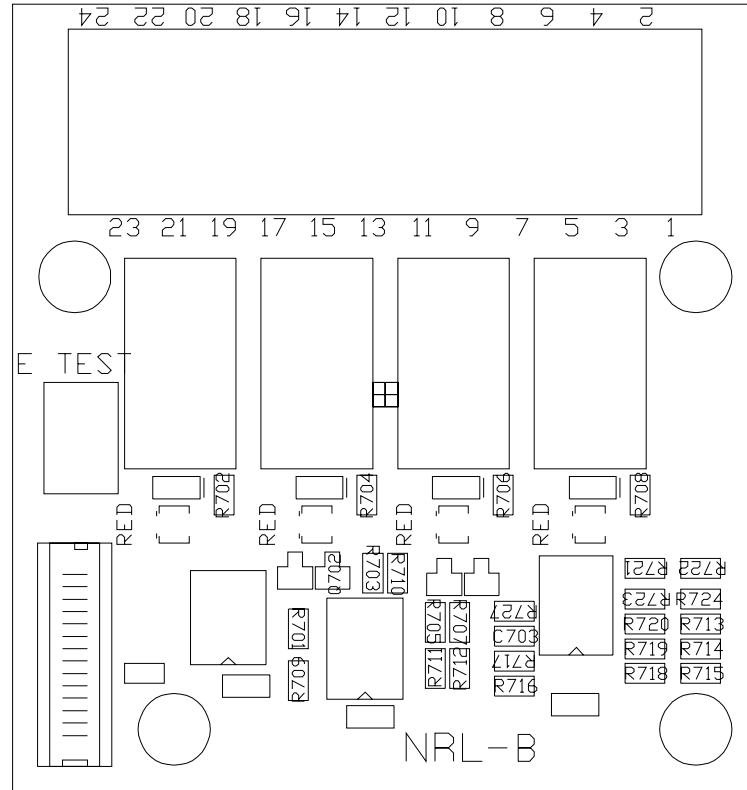 24 22 20 18 16 14 12 10 8 6 4 2
23 21 19 17 15 13 11 9 7 5 3 1
E TEST
R702 R704 R706 R708
RED RED RED RED
Q702 R703 R710 R721 R722
R701 R705 R707 R727 R723 R724
C703 R720 R713
R709 R711 R712 R717 R719 R714
R716 R718 R715
NRL-B